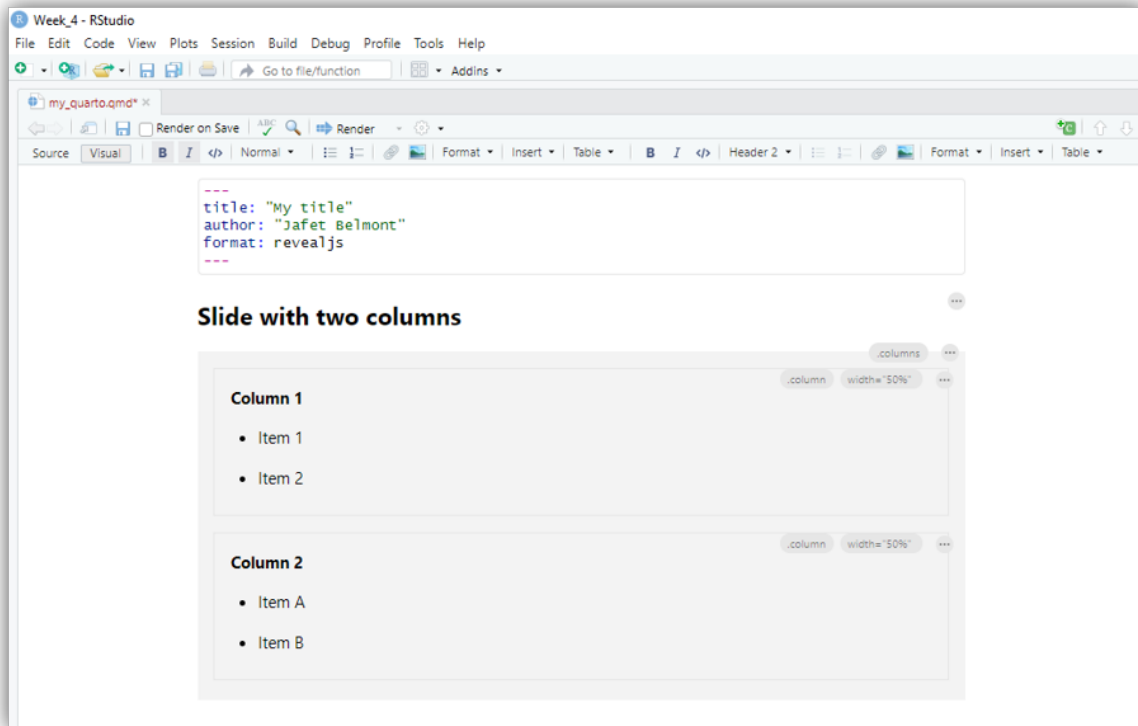 Week_4 - RStudio
File Edit Code View Plots Session Build Debug Profile Tools Help
Go to file/function Addins
my_quarto.qmd*
Render on Save ABC Render
Source Visual B I </> Normal Format Insert Table B I </> Header 2 Format Insert Table
---
title: "My title"
author: "Jafet Belmont"
format: revealjs
---
Slide with two columns
.columns
.column width="50%"
Column 1
• Item 1
• Item 2
.column width="50%"
Column 2
• Item A
• Item B